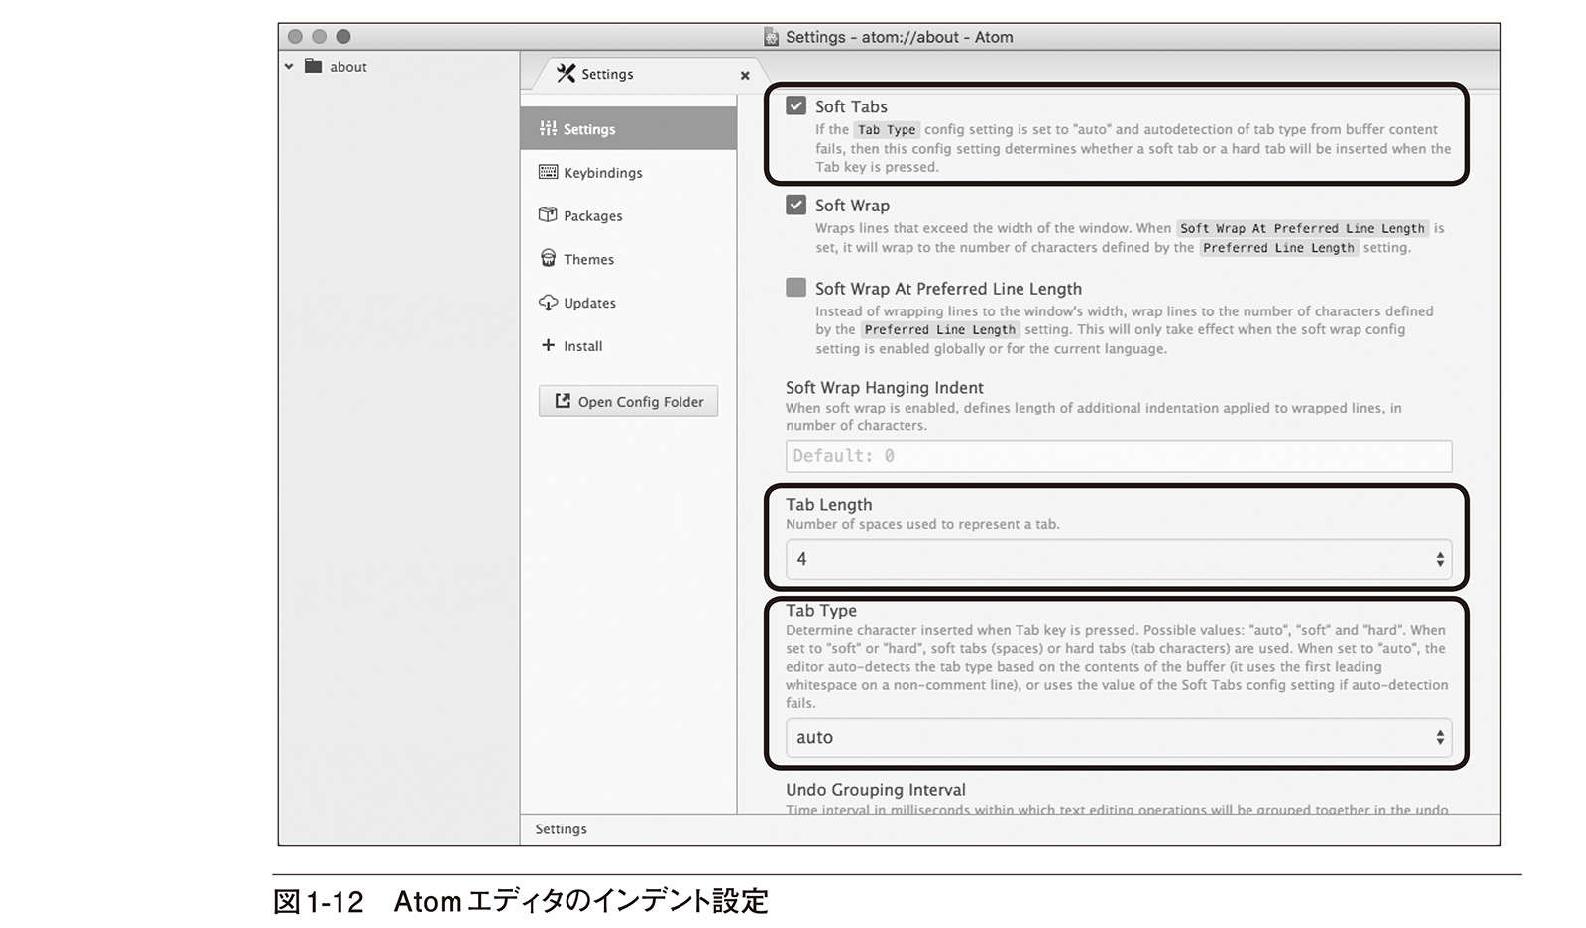 Settings - atom://about - Atom
about
Settings
Settings
Keybindings
Packages
Themes
Updates
Install
Open Config Folder
Soft Tabs
If the Tab Type config setting is set to "auto" and autodetection of tab type from buffer content
fails, then this config setting determines whether a soft tab or a hard tab will be inserted when the
Tab key is pressed.
Soft Wrap
Wraps lines that exceed the width of the window. When Soft Wrap At Preferred Line Length is
set, it will wrap to the number of characters defined by the Preferred Line Length setting.
Soft Wrap At Preferred Line Length
Instead of wrapping lines to the window's width, wrap lines to the number of characters defined
by the Preferred Line Length setting. This will only take effect when the soft wrap config
setting is enabled globally or for the current language.
Soft Wrap Hanging Indent
When soft wrap is enabled, defines length of additional indentation applied to wrapped lines, in
number of characters.
Default: 0
Tab Length
Number of spaces used to represent a tab.
4
Tab Type
Determine character inserted when Tab key is pressed. Possible values: "auto", "soft" and "hard". When
set to "soft" or "hard", soft tabs (spaces) or hard tabs (tab characters) are used. When set to "auto", the
editor auto-detects the tab type based on the contents of the buffer (it uses the first leading
whitespace on a non-comment line), or uses the value of the Soft Tabs config setting if auto-detection
fails.
auto
Undo Grouping Interval
Time interval in milliseconds within which text editing operations will be grouped together in the undo
Settings
図1-12 Atomエディタのインデント設定